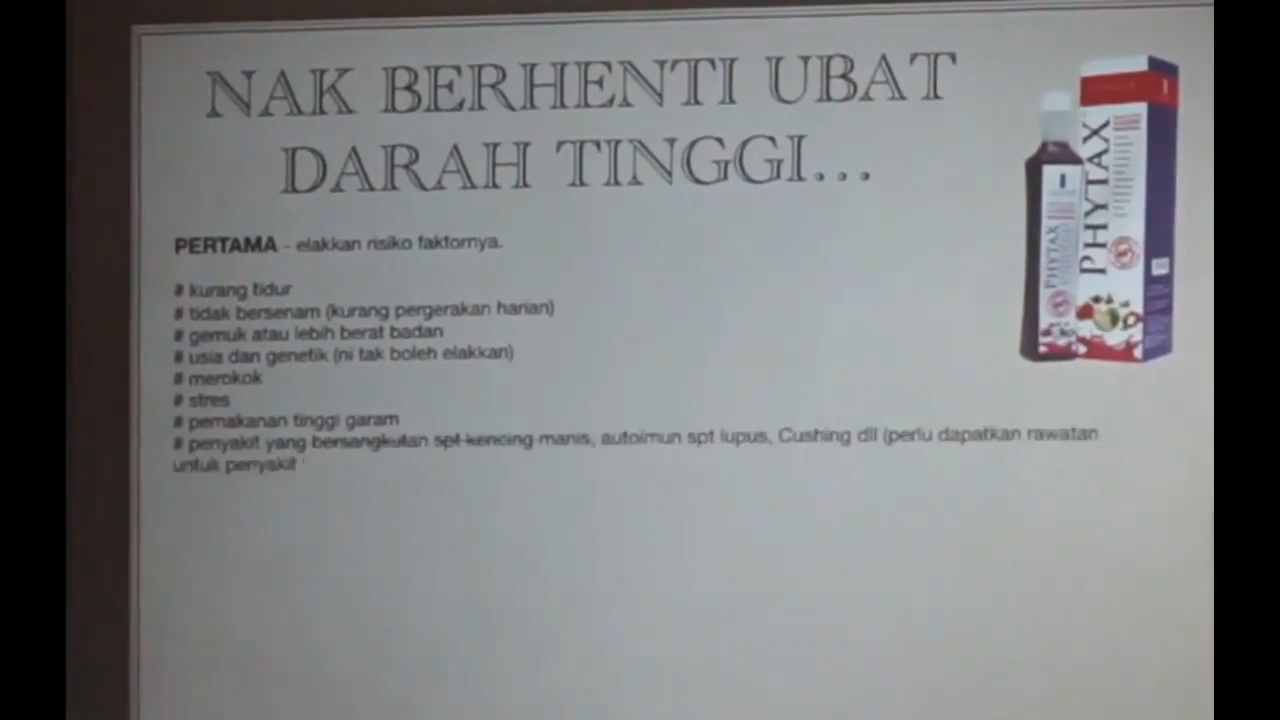 NAK BERHENTI UBAT
DARAH TINGGI...
PERTAMA - elakkan risiko faktornya.
# kurang tidur
# tidak bersenam (kurang pergerakan harian)
# gemuk atau lebih berat badan
# usia dan genetik (ni tak boleh elakkan)
# merokok
# stres
# pemakanan tinggi garam
# penyakit yang bersangkutan spt kencing manis, autoimun spt lupus, Cushing dll (perlu dapatkan rawatan
untuk penyakit
PHYTAX
PHYTAX